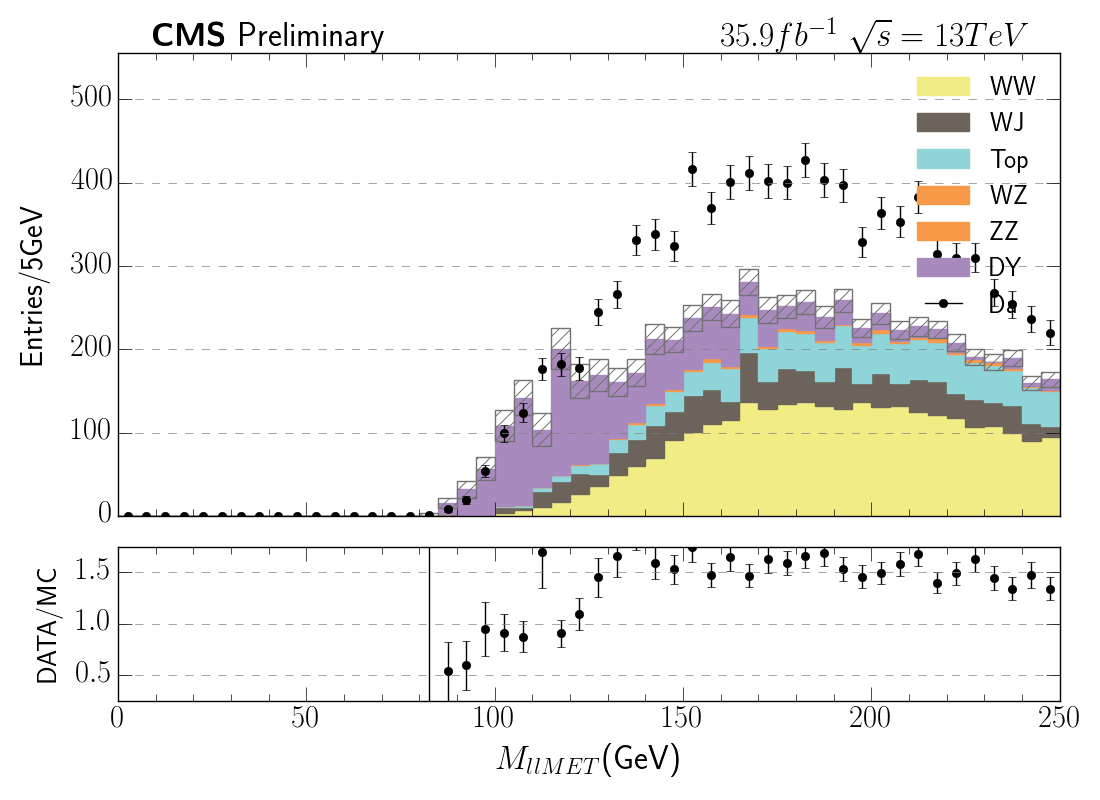 CMS Preliminary
35.9fb⁻¹ √s = 13TeV
Entries/5GeV
500
400
300
200
100
0
WW
WJ
Top
WZ
ZZ
DY
Da
DATA/MC
1.5
1.0
0.5
0
50
100
150
200
250
M_{llMET}(GeV)